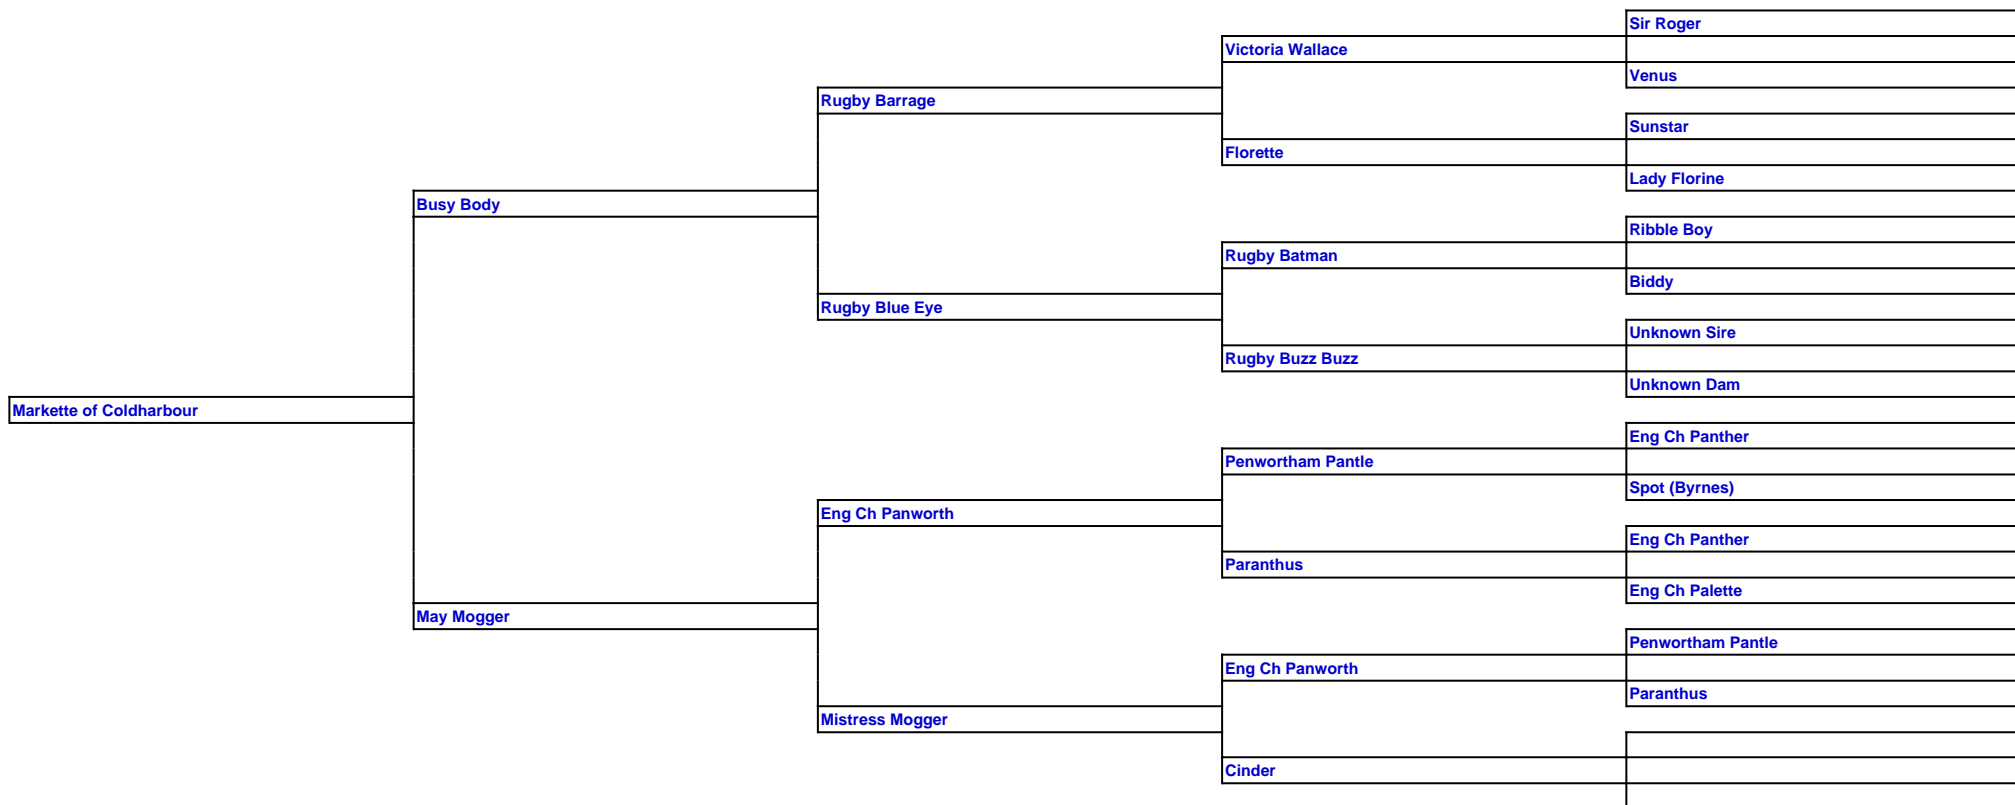 Sir Roger
Victoria Wallace
Venus
Rugby Barrage
Sunstar
Florette
Lady Florine
Busy Body
Ribble Boy
Rugby Batman
Biddy
Rugby Blue Eye
Unknown Sire
Rugby Buzz Buzz
Unknown Dam
Markette of Coldharbour
Eng Ch Panther
Penwortham Pantle
Spot (Byrnes)
Eng Ch Panworth
Eng Ch Panther
Paranthus
Eng Ch Palette
May Mogger
Penwortham Pantle
Eng Ch Panworth
Paranthus
Mistress Mogger
Cinder